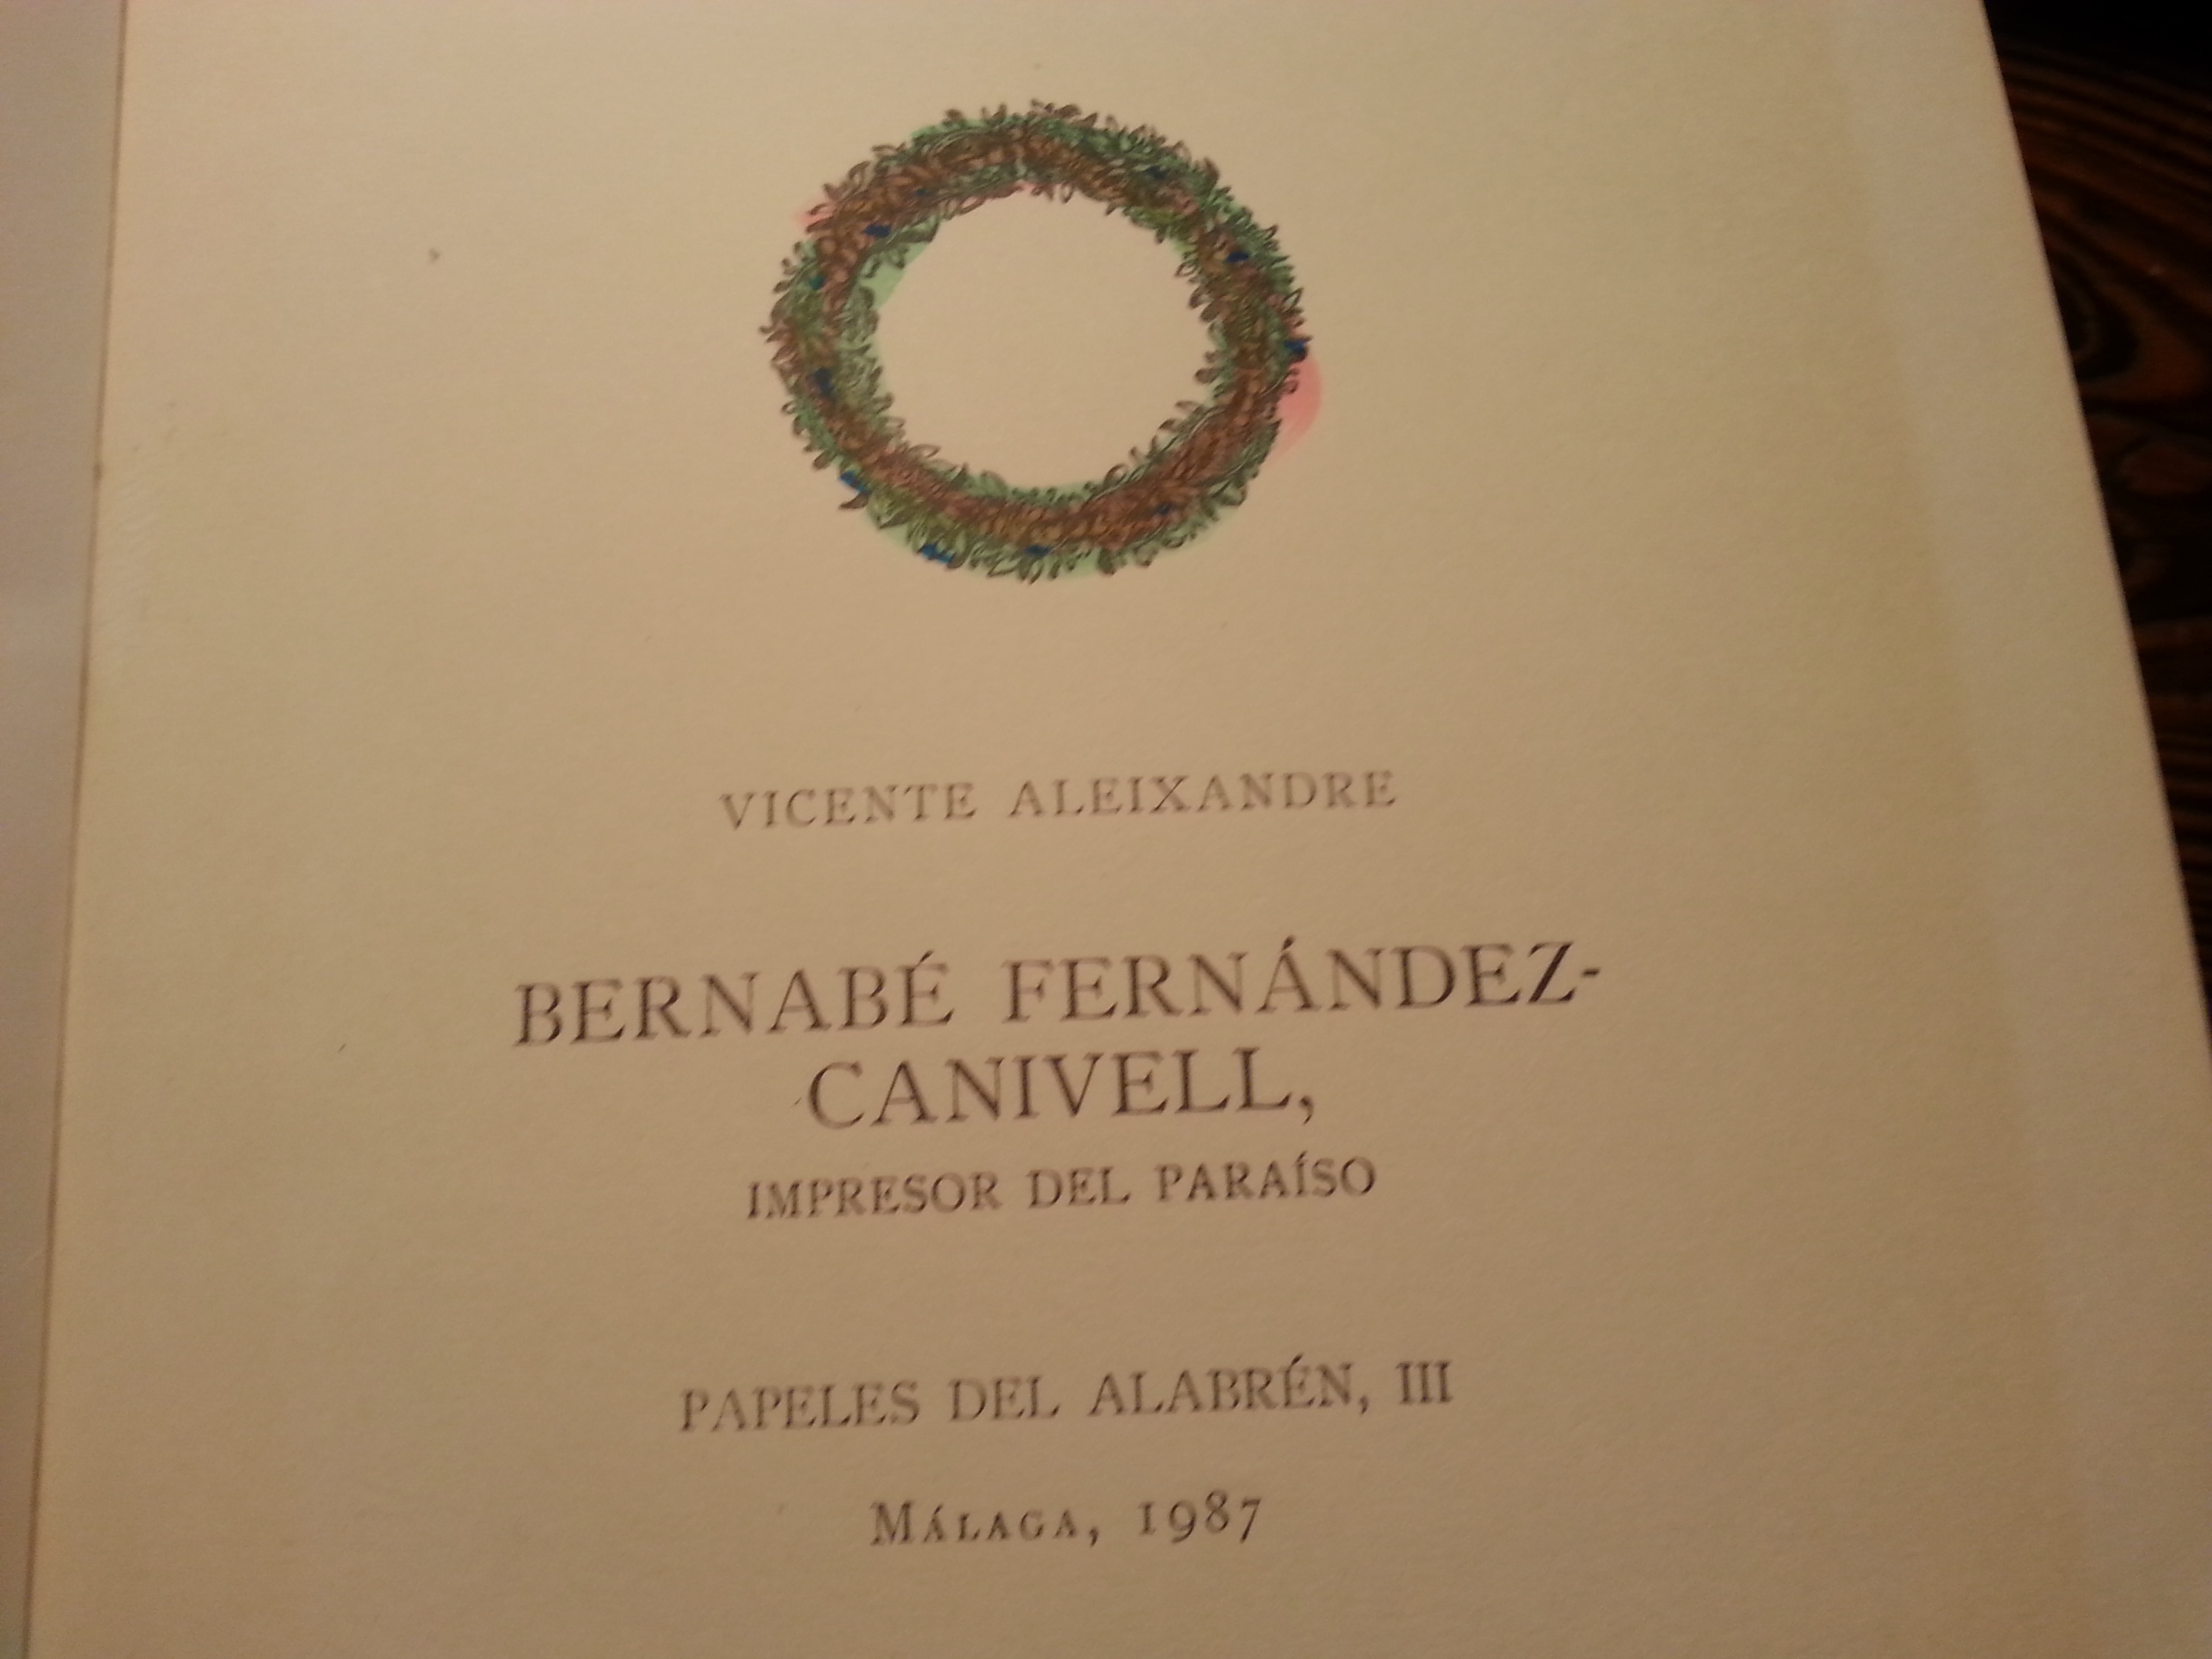 VICENTE ALEIXANDRE
BERNABÉ FERNÁNDEZ-
CANIVELL,
IMPRESOR DEL PARAÍSO
PAPELES DEL ALABRÉN, III
MÁLAGA, 1987